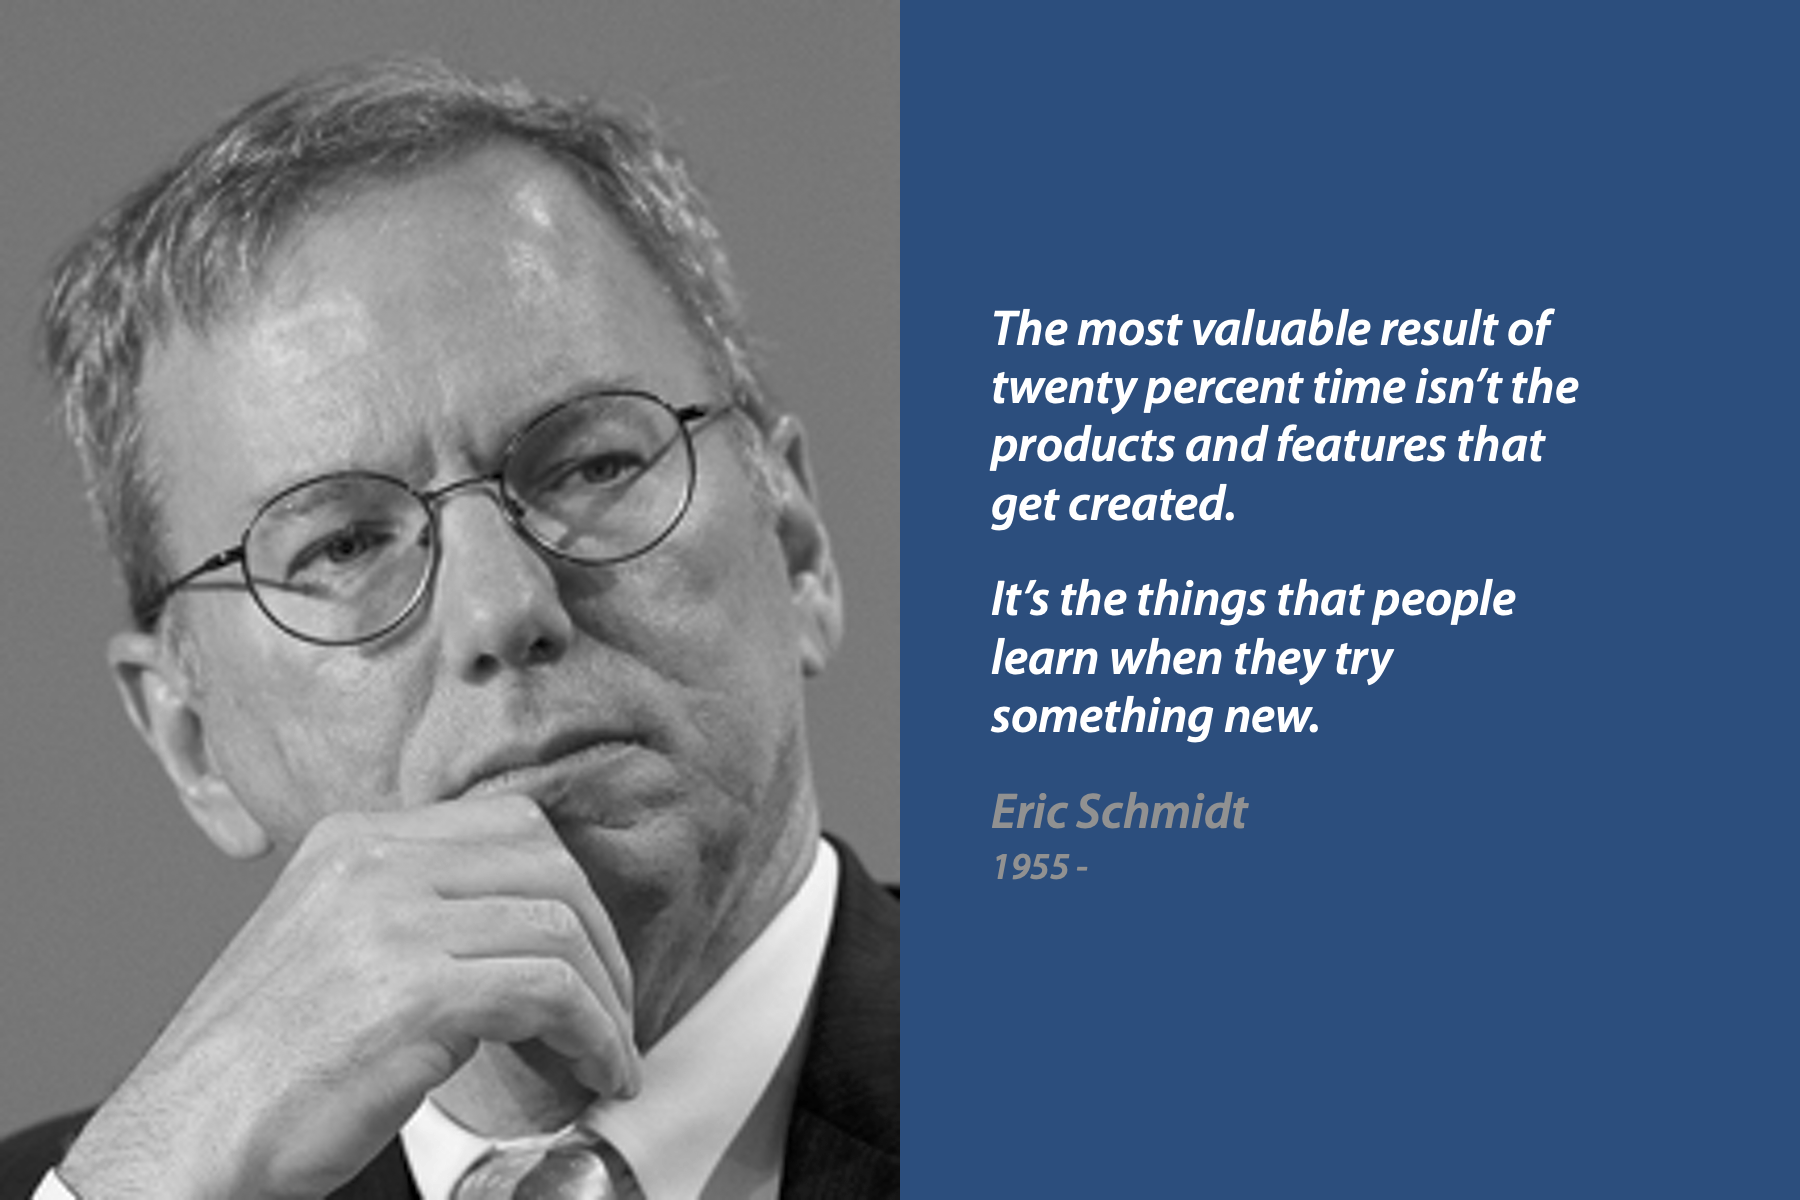 The most valuable result of
twenty percent time isn’t the
products and features that
get created.
It’s the things that people
learn when they try
something new.
Eric Schmidt
1955 -